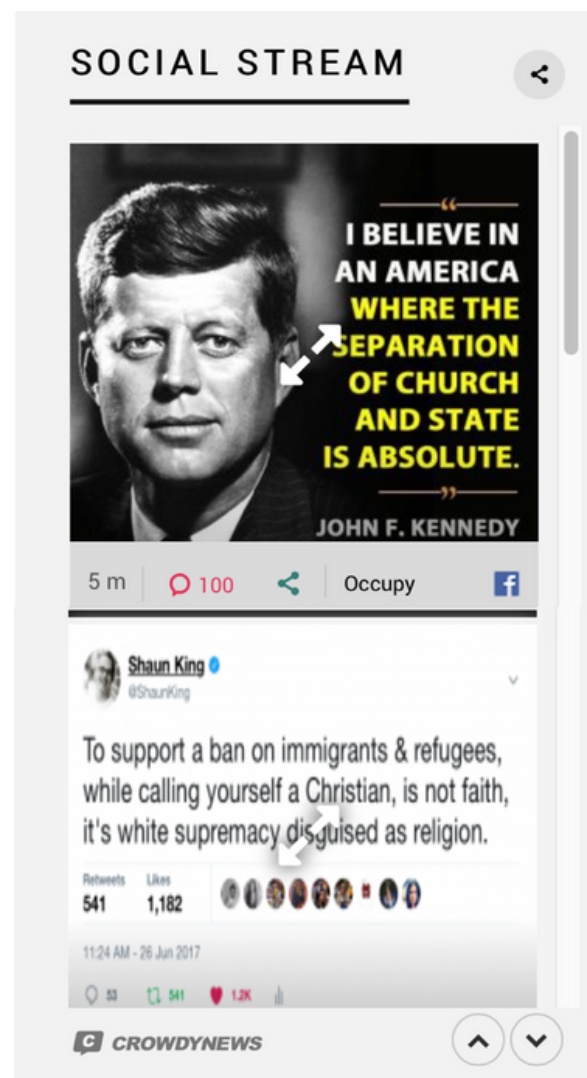 SOCIAL STREAM
“
I BELIEVE IN
AN AMERICA
WHERE THE
SEPARATION
OF CHURCH
AND STATE
IS ABSOLUTE.
”
JOHN F. KENNEDY
5 m 100 Occupy f
Shaun King
@ShaunKing
To support a ban on immigrants & refugees,
while calling yourself a Christian, is not faith,
it's white supremacy disguised as religion.
Retweets Likes
541 1,182
11:24 AM - 26 Jun 2017
53 541 1.2K
C CROWDYNEWS